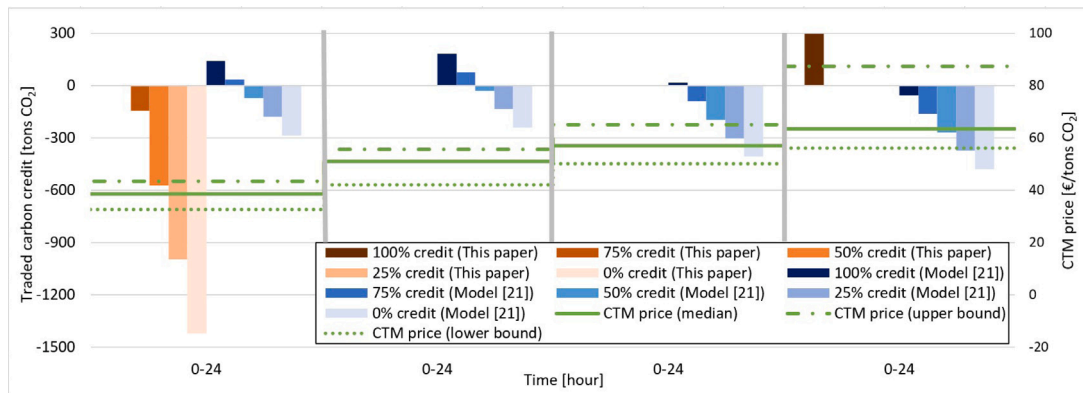 Traded carbon credit [tons CO₂]
300
0
-300
-600
-900
-1200
-1500
100
80
60
40
20
0
-20
CTM price [€/tons CO₂]
100% credit (This paper) 75% credit (This paper) 50% credit (This paper)
25% credit (This paper) 0% credit (This paper) 100% credit (Model [21])
75% credit (Model [21]) 50% credit (Model [21]) 25% credit (Model [21])
0% credit (Model [21]) CTM price (median) CTM price (upper bound)
CTM price (lower bound)
0-24 0-24 0-24 0-24
Time [hour]